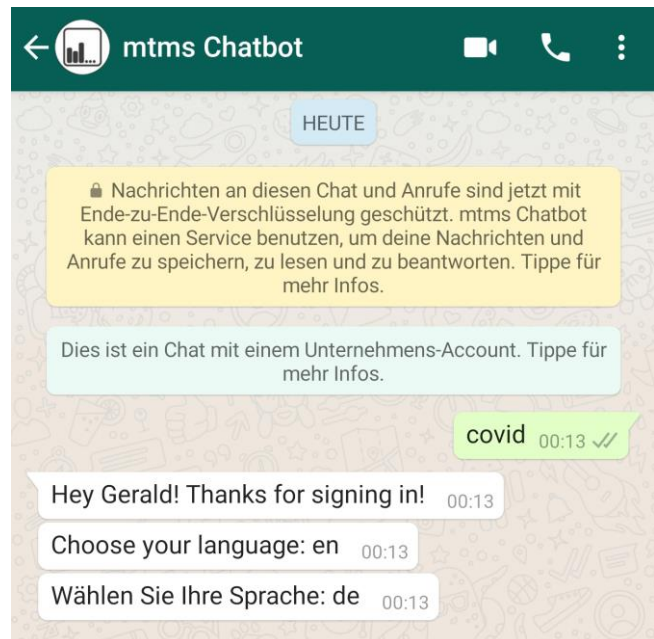 mtms Chatbot
HEUTE
Nachrichten an diesen Chat und Anrufe sind jetzt mit
Ende-zu-Ende-Verschlüsselung geschützt. mtms Chatbot
kann einen Service benutzen, um deine Nachrichten und
Anrufe zu speichern, zu lesen und zu beantworten. Tippe für
mehr Infos.
Dies ist ein Chat mit einem Unternehmens-Account. Tippe für
mehr Infos.
covid 00:13
Hey Gerald! Thanks for signing in! 00:13
Choose your language: en 00:13
Wählen Sie Ihre Sprache: de 00:13